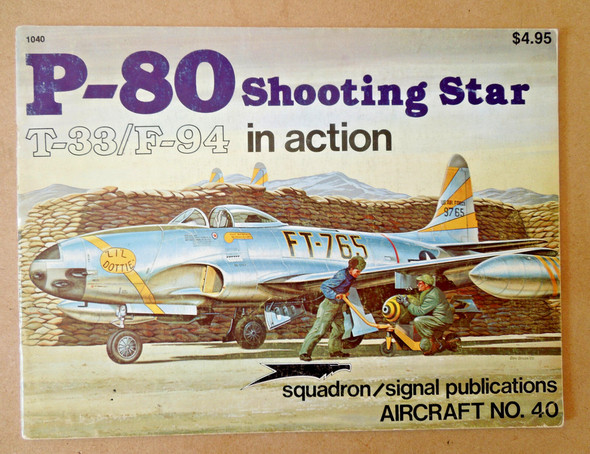 1040
$4.95
P-80 Shooting Star
T-33/F-94 in action
9765
LI'L
DOTTIE
FT-765
squadron/signal publications
AIRCRAFT NO. 40